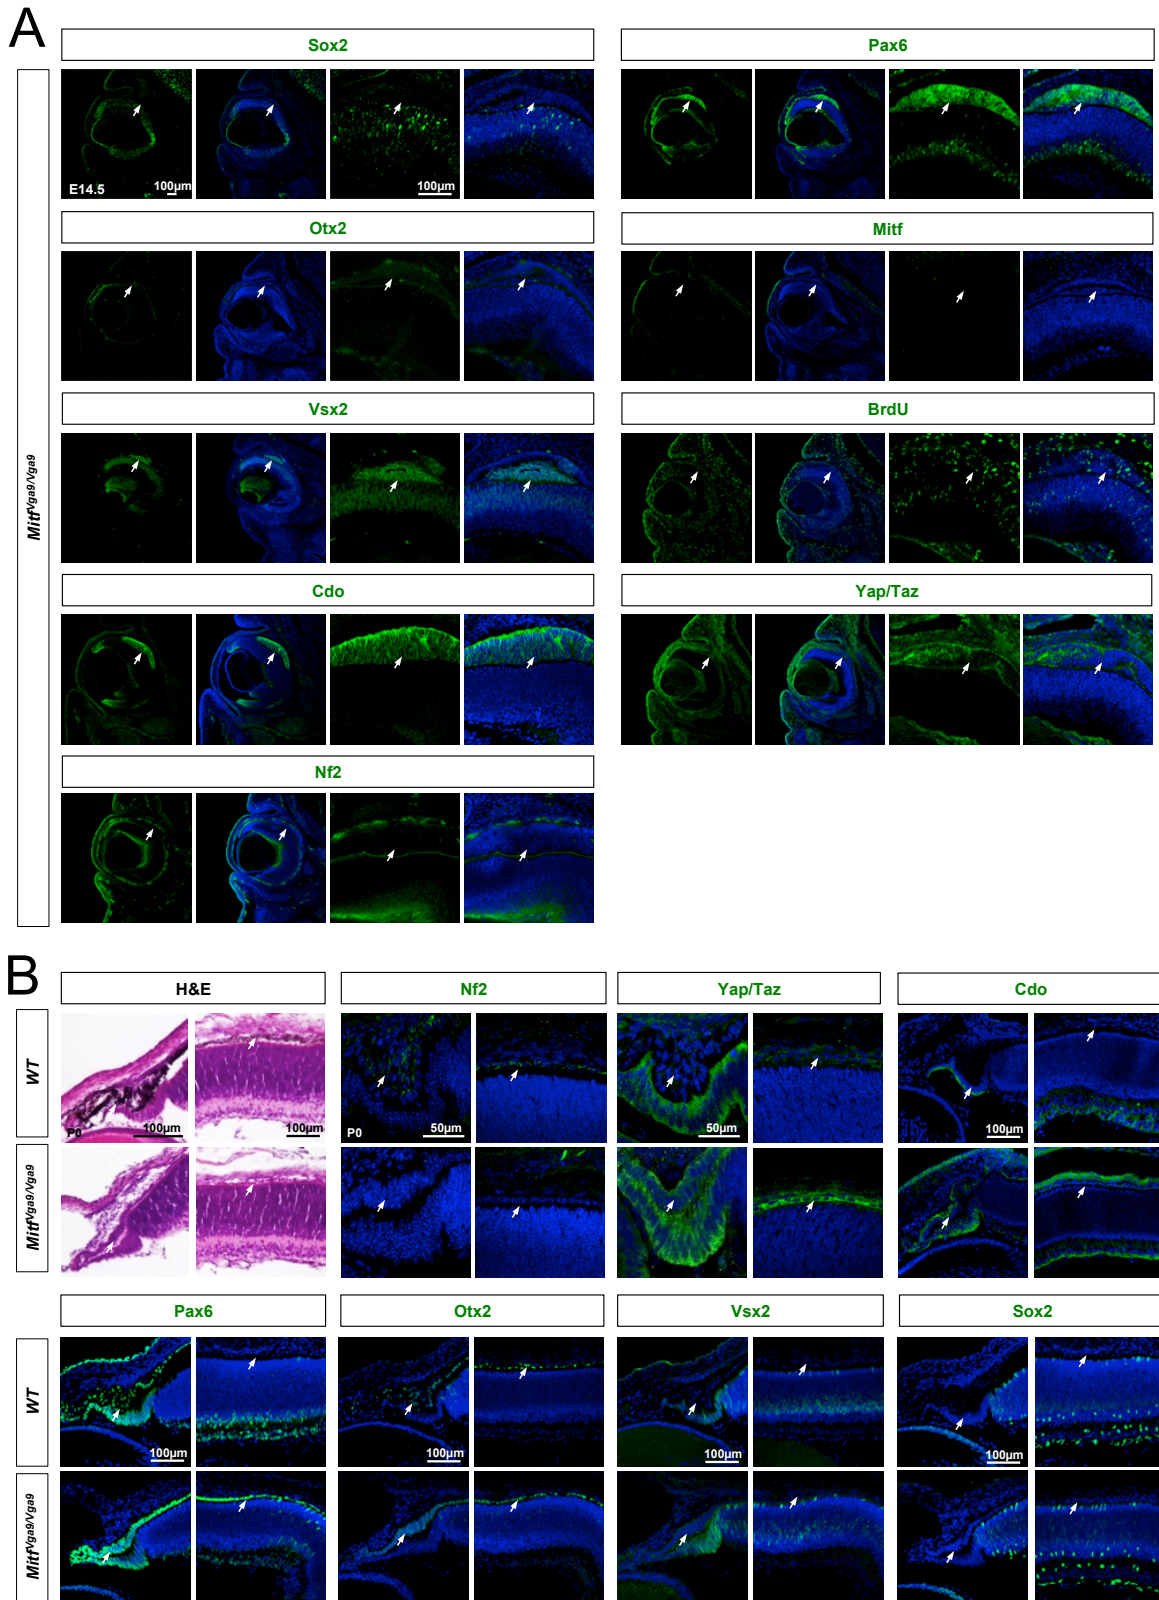 A
Sox2
Pax6
E14.5
100µm
100µm
Otx2
Mitf
Mitf^Vga9/Vga9
Vsx2
BrdU
Cdo
Yap/Taz
Nf2
B
H&E
Nf2
Yap/Taz
Cdo
WT
P0
100µm
100µm
P0
50µm
50µm
100µm
Mitf^Vga9/Vga9
Pax6
Otx2
Vsx2
Sox2
WT
100µm
100µm
100µm
100µm
Mitf^Vga9/Vga9